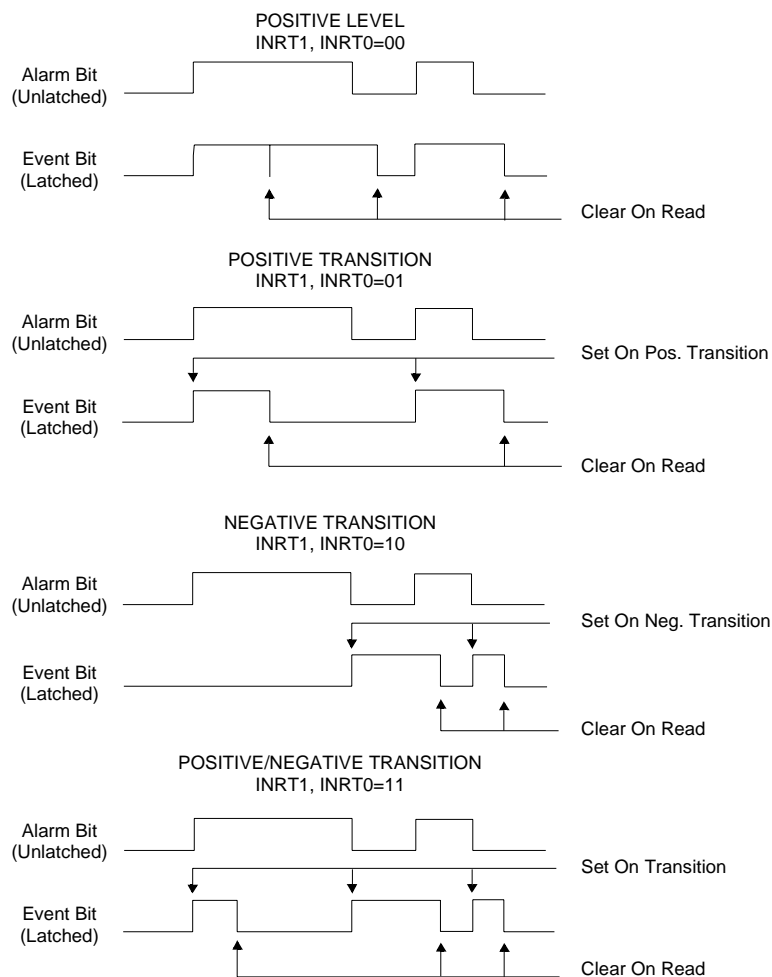 POSITIVE LEVEL
INRT1, INRT0=00
Alarm Bit
(Unlatched)
Event Bit
(Latched)
Clear On Read
POSITIVE TRANSITION
INRT1, INRT0=01
Alarm Bit
(Unlatched)
Set On Pos. Transition
Event Bit
(Latched)
Clear On Read
NEGATIVE TRANSITION
INRT1, INRT0=10
Alarm Bit
(Unlatched)
Set On Neg. Transition
Event Bit
(Latched)
Clear On Read
POSITIVE/NEGATIVE TRANSITION
INRT1, INRT0=11
Alarm Bit
(Unlatched)
Set On Transition
Event Bit
(Latched)
Clear On Read